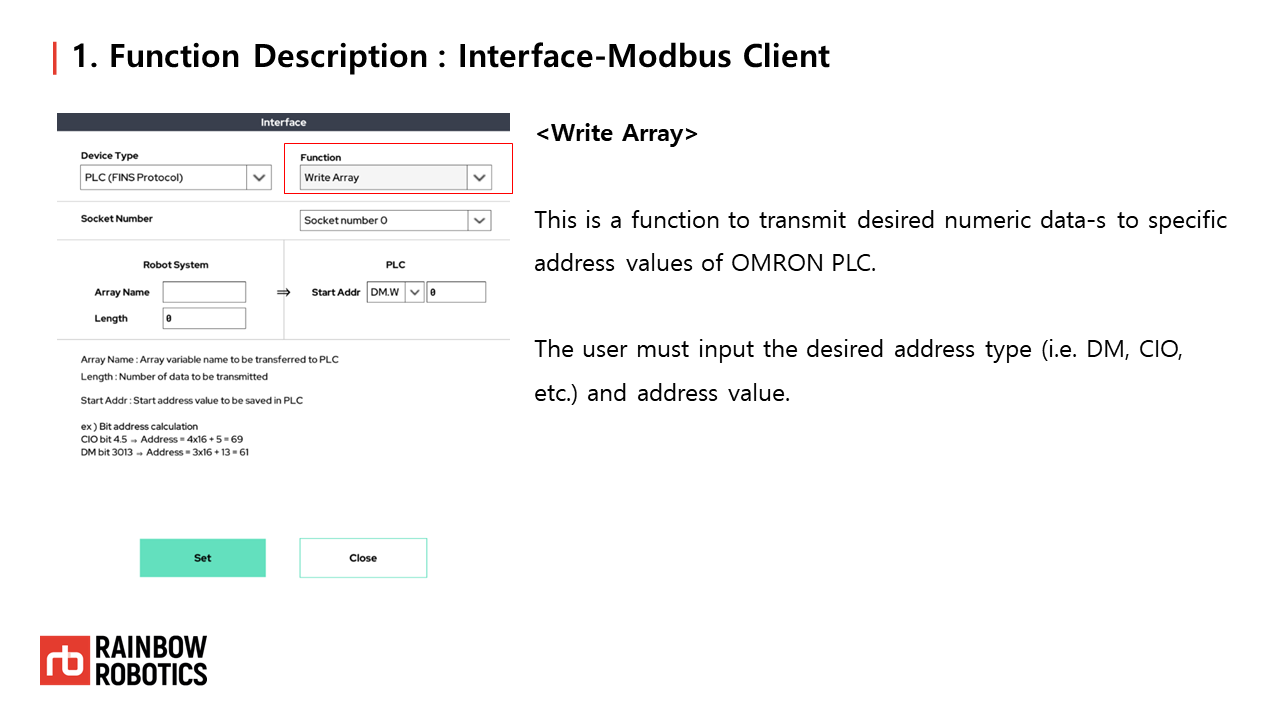 1. Function Description : Interface-Modbus Client
Interface
Device Type
Function
PLC (FINS Protocol)
Write Array
Socket Number
Socket number 0
Robot System
PLC
Array Name
⇒
Start Addr
DM.W
0
Length
0
Array Name : Array variable name to be transferred to PLC
Length : Number of data to be transmitted
Start Addr : Start address value to be saved in PLC
ex ) Bit address calculation
CIO bit 4.5 → Address = 4x16 + 5 = 69
DM bit 3013 → Address = 3x16 + 13 = 61
Set
Close
<Write Array>
This is a function to transmit desired numeric data-s to specific
address values of OMRON PLC.
The user must input the desired address type (i.e. DM, CIO,
etc.) and address value.
rb
RAINBOW
ROBOTICS